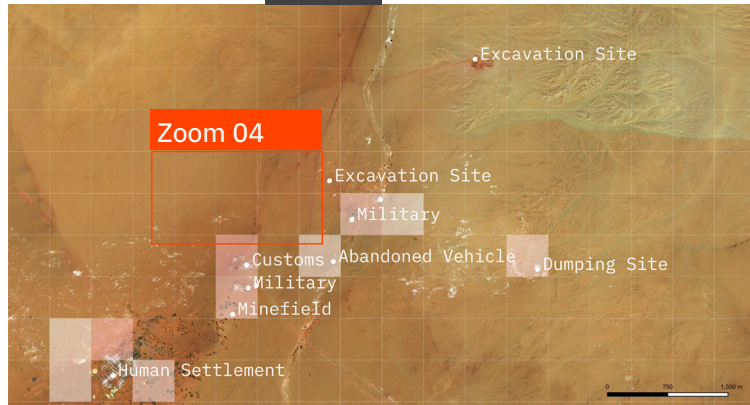 Excavation Site
Zoom 04
Excavation Site
Military
Abandoned Vehicle
Customs
Dumping Site
Military
Minefield
Human Settlement
0 750 1,500 m